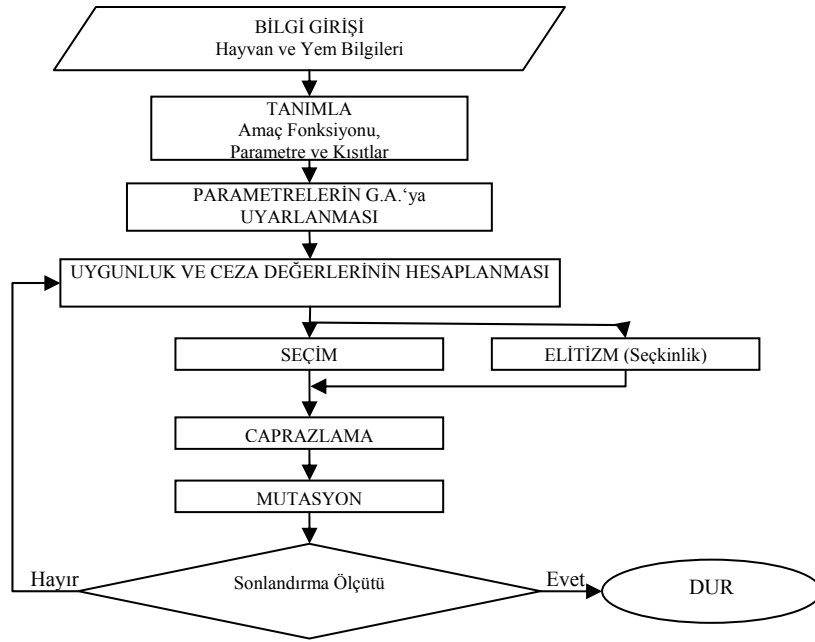 BİLGİ GİRİŞİ
Hayvan ve Yem Bilgileri
TANIMLA
Amaç Fonksiyonu,
Parametre ve Kısıtlar
PARAMETRELERİN G.A.‘ya
UYARLANMASI
UYGUNLUK VE CEZA DEĞERLERİNİN HESAPLANMASI
SEÇİM
ELİTİZM (Seçkinlik)
CAPRAZLAMA
MUTASYON
Hayır
Sonlandırma Ölçütü
Evet
DUR